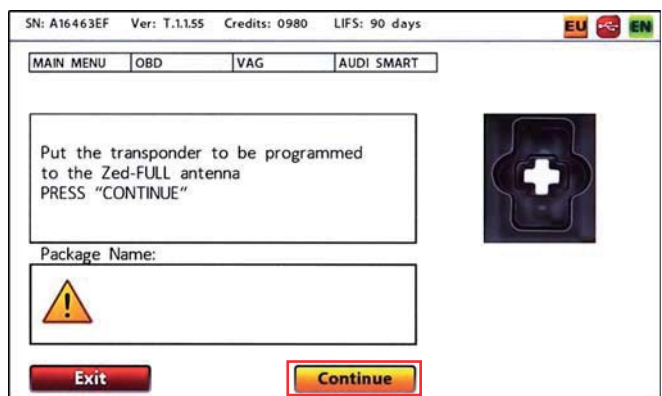 SN: A16463EF Ver: T.1.1.55 Credits: 0980 LIFS: 90 days EU EN
MAIN MENU OBD VAG AUDI SMART
Put the transponder to be programmed
to the Zed-FULL antenna
PRESS “CONTINUE”
Package Name:
Exit Continue